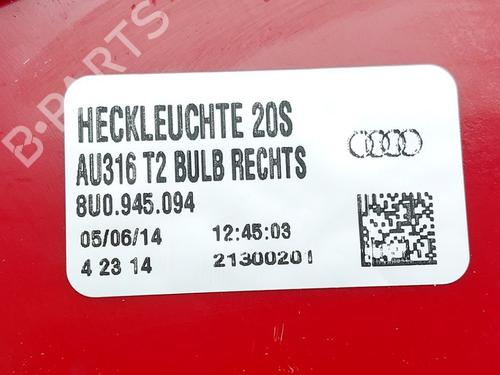 B-PARTS
HECKLEUCHTE 20S
AU316 T2 BULB RECHTS
8U0.945.094
05/06/14 12:45:03
4 23 14 21300201